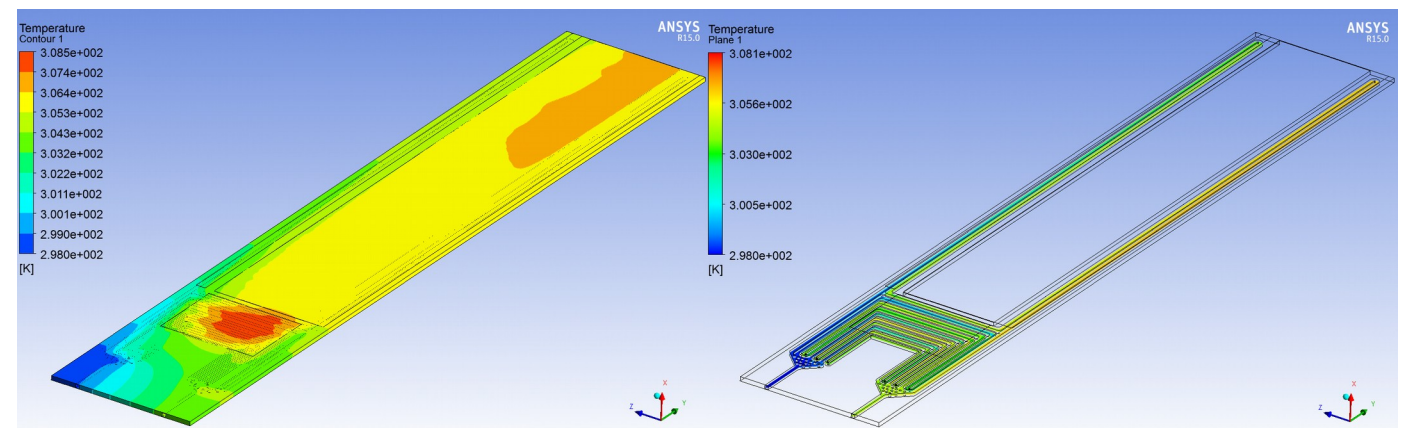 Temperature
Contour 1
3.085e+002
3.074e+002
3.064e+002
3.053e+002
3.043e+002
3.032e+002
3.022e+002
3.011e+002
3.001e+002
2.990e+002
2.980e+002
[K]
ANSYS
R15.0
X
Y
Z
Temperature
Plane 1
3.081e+002
3.056e+002
3.030e+002
3.005e+002
2.980e+002
[K]
ANSYS
R15.0
X
Y
Z